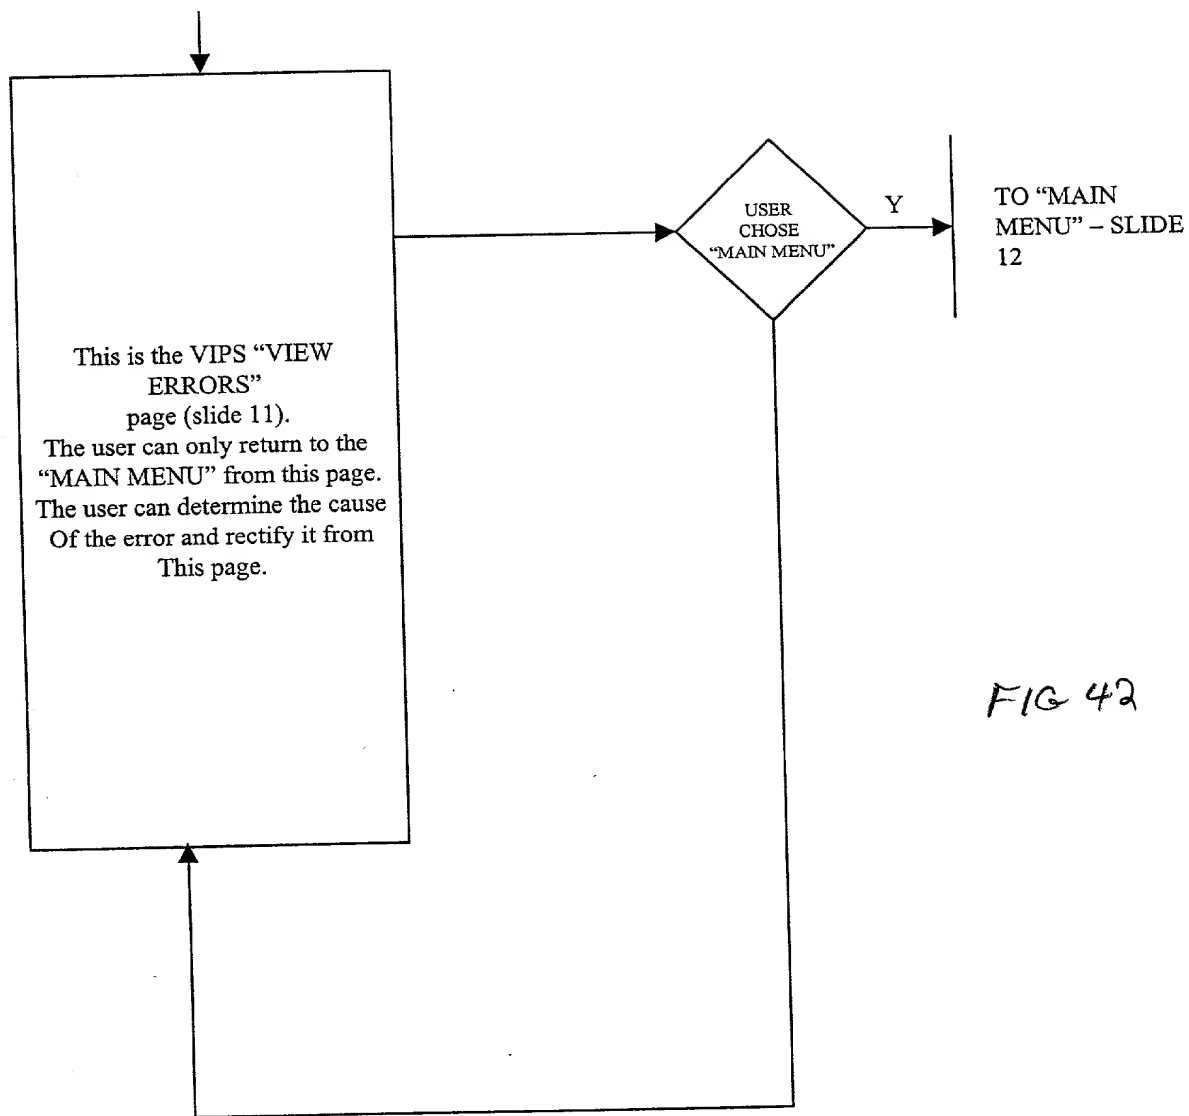 This is the VIPS “VIEW
ERRORS”
page (slide 11).
The user can only return to the
“MAIN MENU” from this page.
The user can determine the cause
Of the error and rectify it from
This page.
USER
CHOSE
“MAIN MENU”
Y
TO “MAIN
MENU” – SLIDE
12
FIG 42